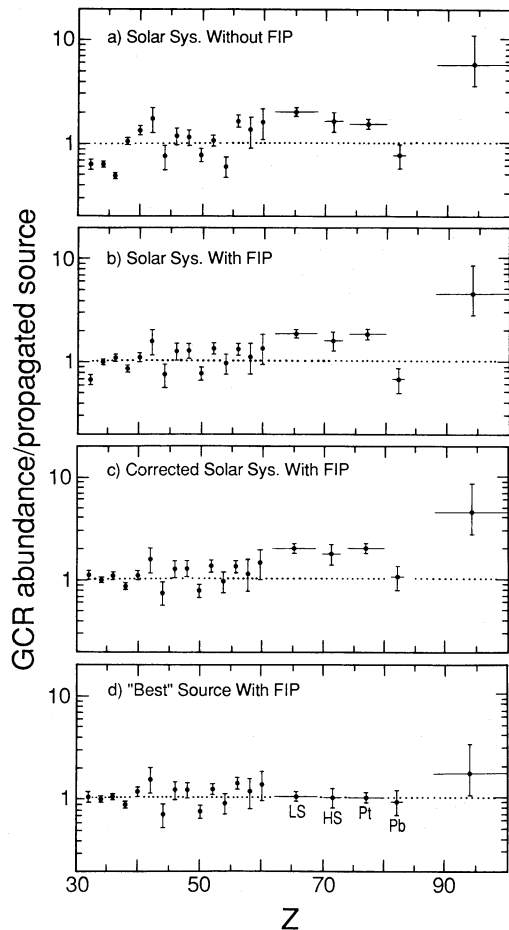 GCR abundance/propagated source
a) Solar Sys. Without FIP
10
1
b) Solar Sys. With FIP
10
1
c) Corrected Solar Sys. With FIP
10
1
d) "Best" Source With FIP
10
1
LS
HS
Pt
Pb
30
50
70
90
Z